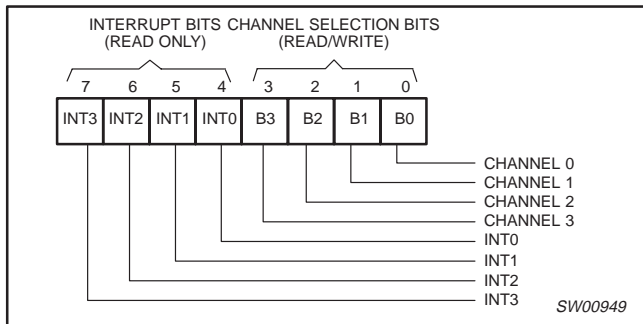 INTERRUPT BITS CHANNEL SELECTION BITS
(READ ONLY) (READ/WRITE)
7 6 5 4 3 2 1 0
INT3 INT2 INT1 INT0 B3 B2 B1 B0
CHANNEL 0
CHANNEL 1
CHANNEL 2
CHANNEL 3
INT0
INT1
INT2
INT3
SW00949